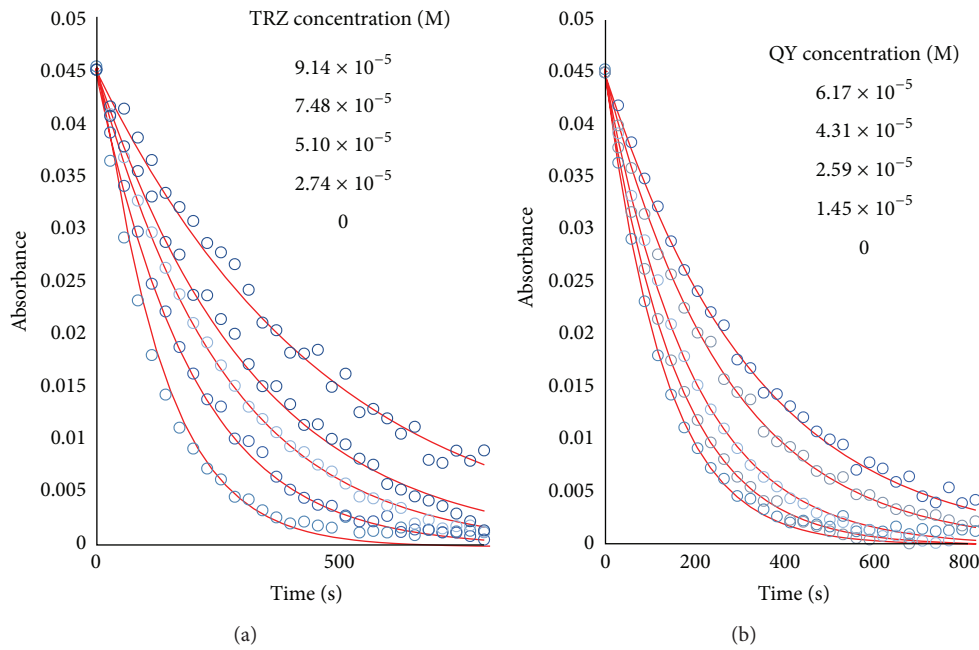 TRZ concentration (M)
9.14 × 10⁻⁵
7.48 × 10⁻⁵
5.10 × 10⁻⁵
2.74 × 10⁻⁵
0
0.05
0.045
0.04
0.035
0.03
0.025
0.02
0.015
0.01
0.005
0
Absorbance
0
500
Time (s)
(a)
QY concentration (M)
6.17 × 10⁻⁵
4.31 × 10⁻⁵
2.59 × 10⁻⁵
1.45 × 10⁻⁵
0
0.05
0.045
0.04
0.035
0.03
0.025
0.02
0.015
0.01
0.005
0
Absorbance
0 200 400 600 800
Time (s)
(b)